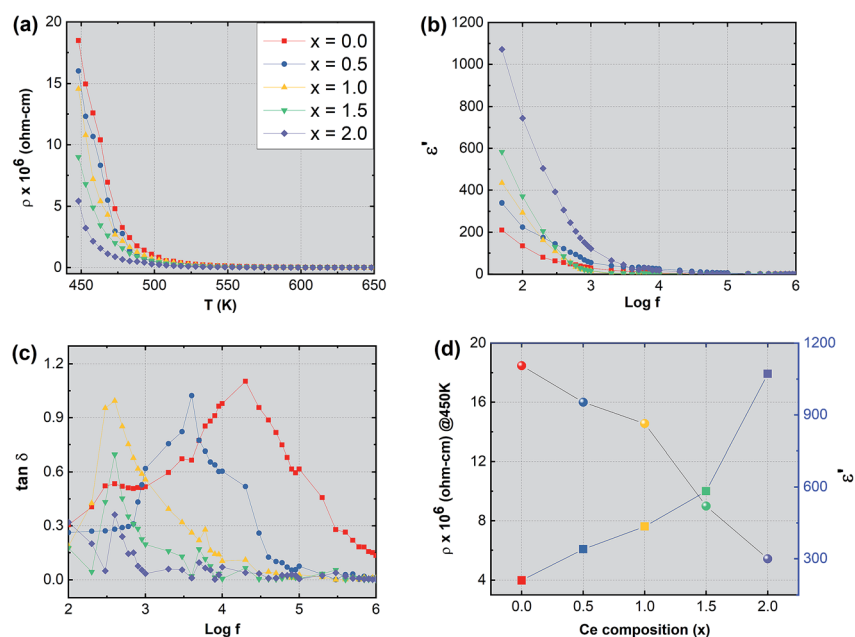 (a)
x = 0.0
x = 0.5
x = 1.0
x = 1.5
x = 2.0
20
15
10
5
0
ρ x 10⁶ (ohm-cm)
450 500 550 600 650
T (K)
(b)
1200
1000
800
600
400
200
0
ε'
2 3 4 5 6
Log f
(c)
1.2
0.9
0.6
0.3
0.0
tan δ
2 3 4 5 6
Log f
(d)
20
18
16
14
12
10
8
6
4
ρ x 10⁶ (ohm-cm) @450K
1200
900
600
300
ε'
0.0 0.5 1.0 1.5 2.0
Ce composition (x)